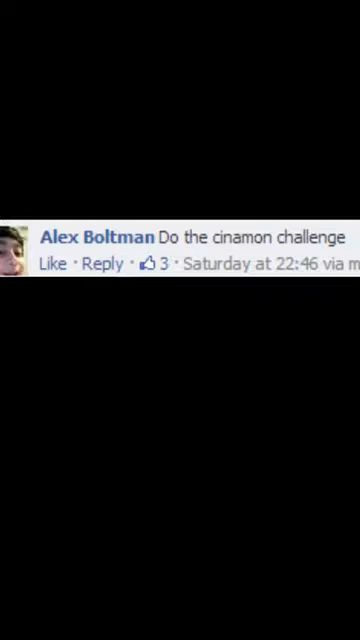 Alex Boltman Do the cinamon challenge
Like · Reply · 3 · Saturday at 22:46 via m